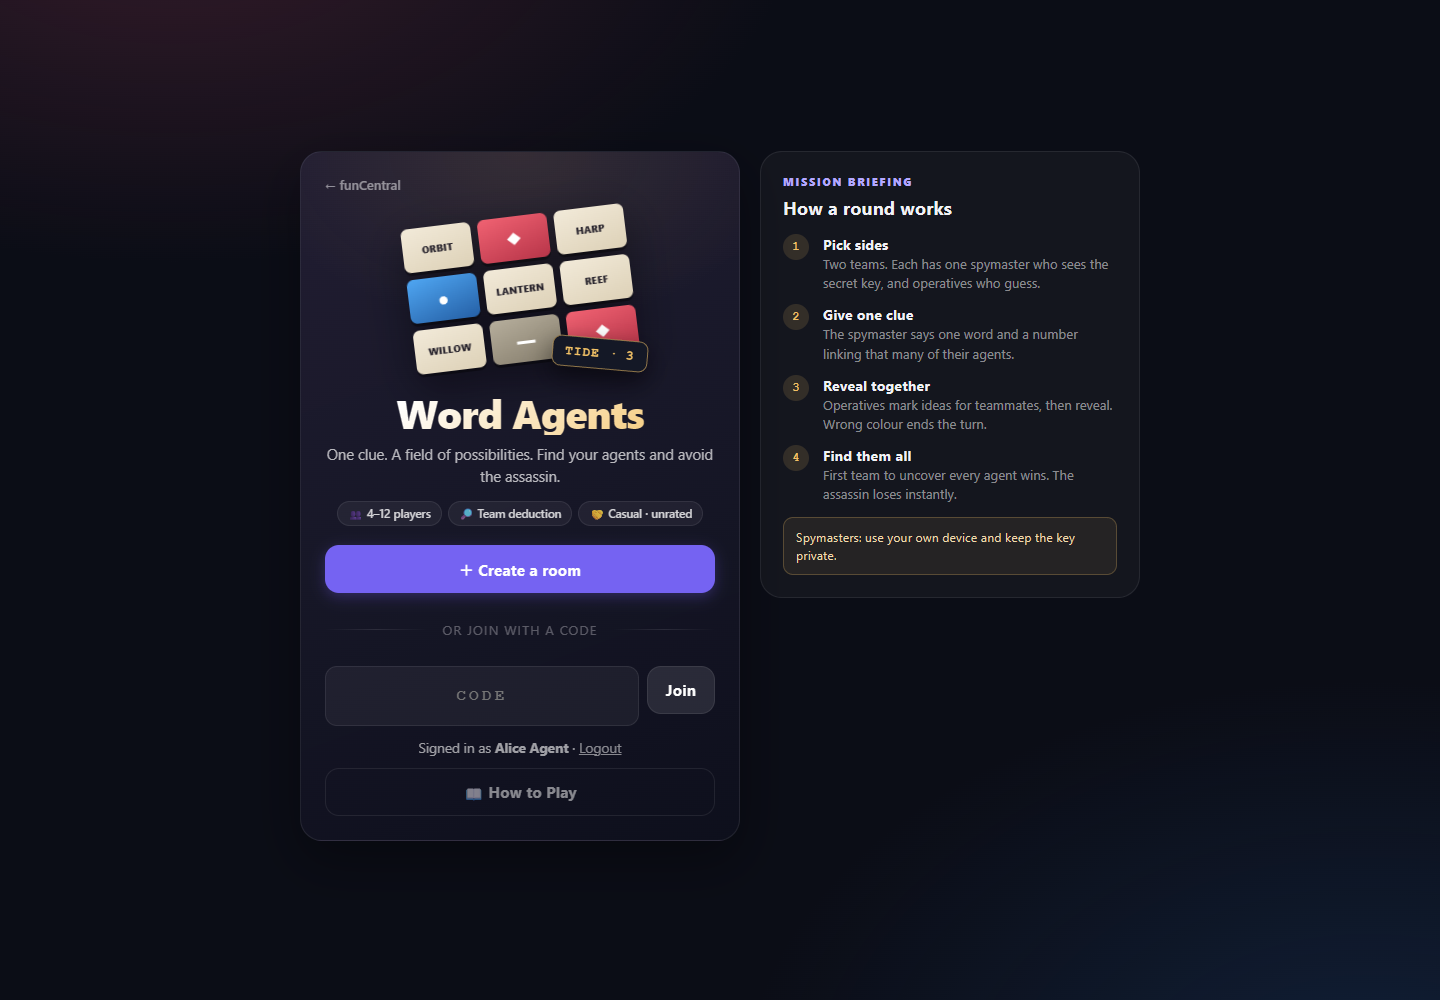 ← funCentral
ORBIT
HARP
LANTERN
REEF
WILLOW
TIDE · 3
Word Agents
One clue. A field of possibilities. Find your agents and avoid
the assassin.
4–12 players
Team deduction
Casual · unrated
+ Create a room
OR JOIN WITH A CODE
CODE
Join
Signed in as Alice Agent · Logout
How to Play
MISSION BRIEFING
How a round works
1
Pick sides
Two teams. Each has one spymaster who sees the
secret key, and operatives who guess.
2
Give one clue
The spymaster says one word and a number
linking that many of their agents.
3
Reveal together
Operatives mark ideas for teammates, then reveal.
Wrong colour ends the turn.
4
Find them all
First team to uncover every agent wins. The
assassin loses instantly.
Spymasters: use your own device and keep the key
private.